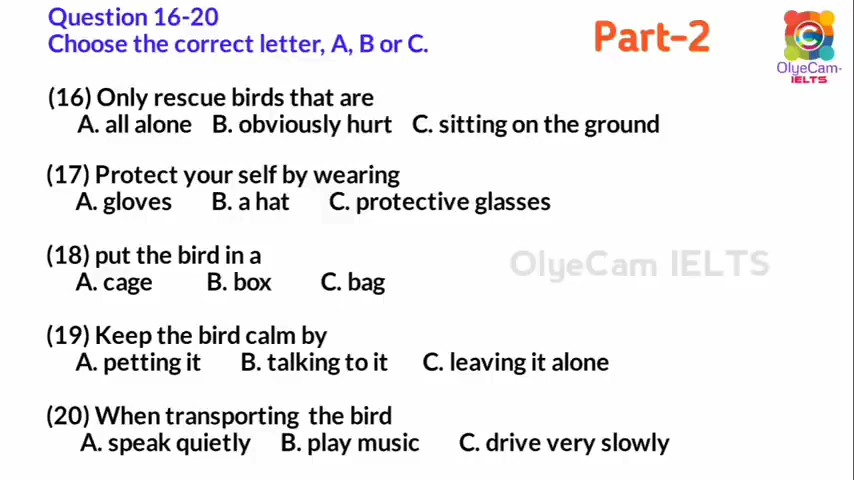 Question 16-20
Choose the correct letter, A, B or C.
Part-2
OlyeCam-
IELTS
(16) Only rescue birds that are
A. all alone B. obviously hurt C. sitting on the ground
(17) Protect your self by wearing
A. gloves B. a hat C. protective glasses
(18) put the bird in a
A. cage B. box C. bag
OlyeCam IELTS
(19) Keep the bird calm by
A. petting it B. talking to it C. leaving it alone
(20) When transporting the bird
A. speak quietly B. play music C. drive very slowly